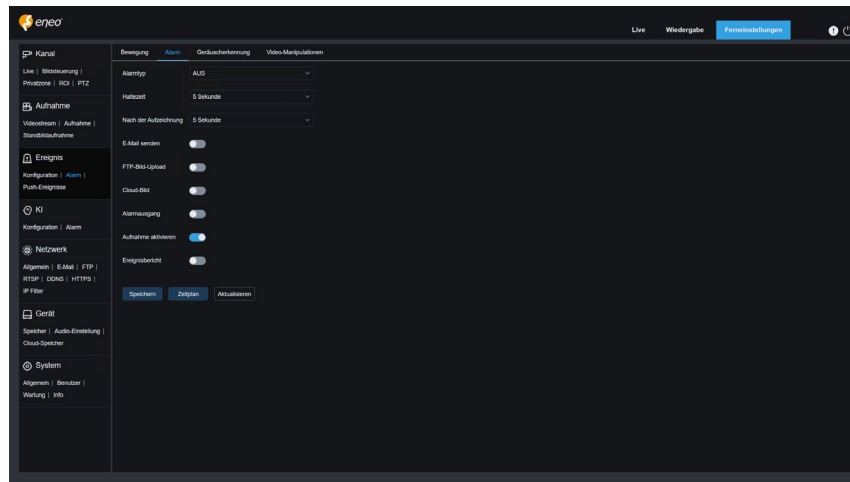 eneo
Live Wiedergabe Ferneinstellungen
Kanal
Live | Bildsteuerung |
Privatzone | ROI | PTZ
Aufnahme
Videostream | Aufnahme |
Standbildaufnahme
Ereignis
Konfiguration | Alarm |
Push-Ereignisse
KI
Konfiguration | Alarm
Netzwerk
Allgemein | E-Mail | FTP |
RTSP | DDNS | HTTPS |
IP Filter
Gerät
Speicher | Audio-Einstellung |
Cloud-Speicher
System
Allgemein | Benutzer |
Wartung | Info
Bewegung Alarm Geräuscherkennung Video-Manipulationen
Alarmtyp AUS
Haltezeit 5 Sekunde
Nach der Aufzeichnung 5 Sekunde
E-Mail senden
FTP-Bild-Upload
Cloud-Bild
Alarmausgang
Aufnahme aktivieren
Ereignisbericht
Speichern Zeitplan Aktualisieren